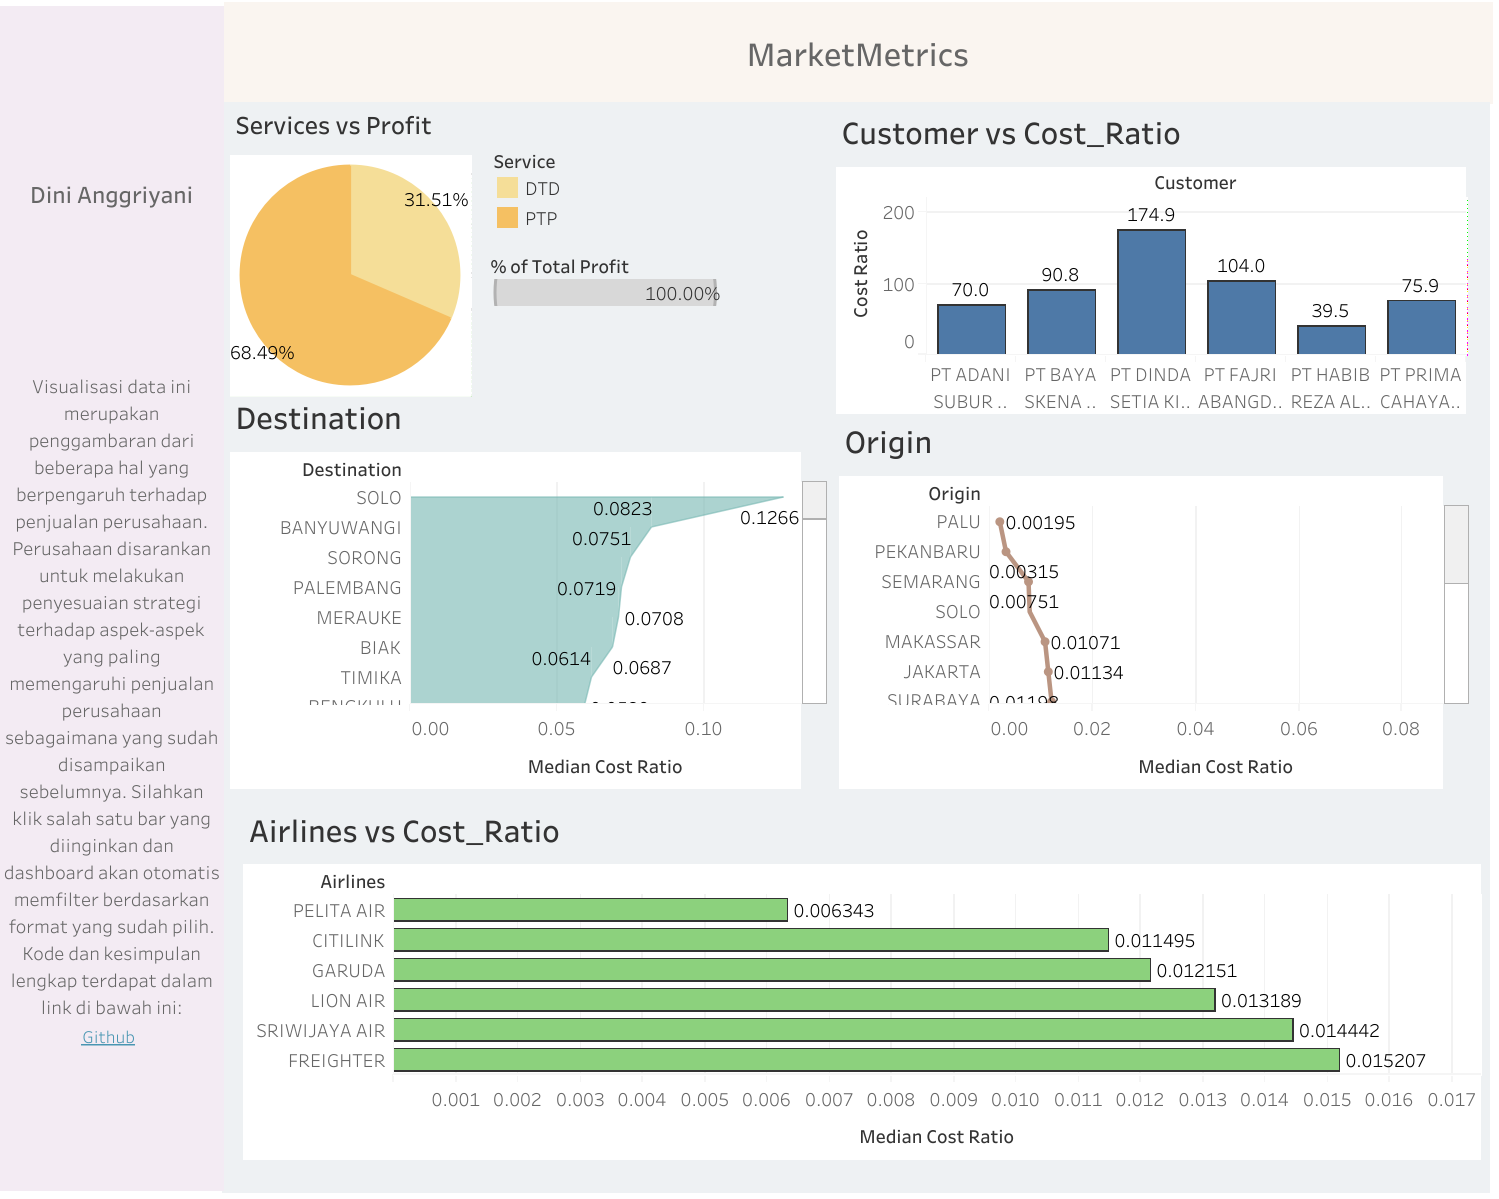 MarketMetrics
Dini Anggriyani
Visualisasi data ini
merupakan
penggambaran dari
beberapa hal yang
berpengaruh terhadap
penjualan perusahaan.
Perusahaan disarankan
untuk melakukan
penyesuaian strategi
terhadap aspek-aspek
yang paling
memengaruhi penjualan
perusahaan
sebagaimana yang sudah
disampaikan
sebelumnya. Silahkan
klik salah satu bar yang
diinginkan dan
dashboard akan otomatis
memfilter berdasarkan
format yang sudah pilih.
Kode dan kesimpulan
lengkap terdapat dalam
link di bawah ini:
Github
Services vs Profit
31.51%
68.49%
Service
DTD
PTP
% of Total Profit
100.00%
Customer vs Cost_Ratio
Customer
Cost Ratio
200
100
0
70.0
90.8
174.9
104.0
39.5
75.9
PT ADANI PT BAYA PT DINDA PT FAJRI PT HABIB PT PRIMA
SUBUR .. SKENA .. SETIA KI.. ABANGD.. REZA AL.. CAHAYA..
Destination
Destination
SOLO
0.1266
BANYUWANGI
0.0823
SORONG
0.0751
PALEMBANG
0.0719
MERAUKE
0.0708
BIAK
0.0687
TIMIKA
0.0614
0.00 0.05 0.10
Median Cost Ratio
Origin
Origin
PALU 0.00195
PEKANBARU
0.00315
SEMARANG
0.00751
SOLO
MAKASSAR 0.01071
JAKARTA 0.01134
SURABAYA 0.01198
0.00 0.02 0.04 0.06 0.08
Median Cost Ratio
Airlines vs Cost_Ratio
Airlines
PELITA AIR 0.006343
CITILINK 0.011495
GARUDA 0.012151
LION AIR 0.013189
SRIWIJAYA AIR 0.014442
FREIGHTER 0.015207
0.001 0.002 0.003 0.004 0.005 0.006 0.007 0.008 0.009 0.010 0.011 0.012 0.013 0.014 0.015 0.016 0.017
Median Cost Ratio